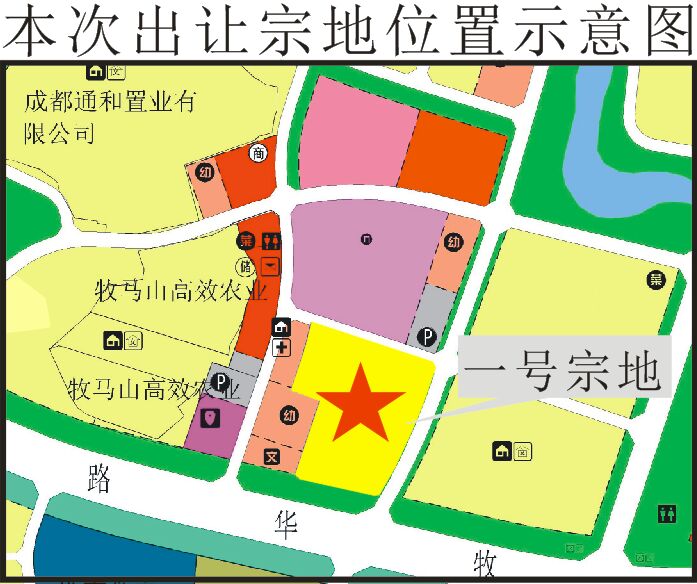 本次出让宗地位置示意图
成都通和置业有
限公司
商
幼
菜
储
n
幼
菜
牧马山高效农业
P
一号宗地
P
牧马山高效农业
幼
文
路
华
牧